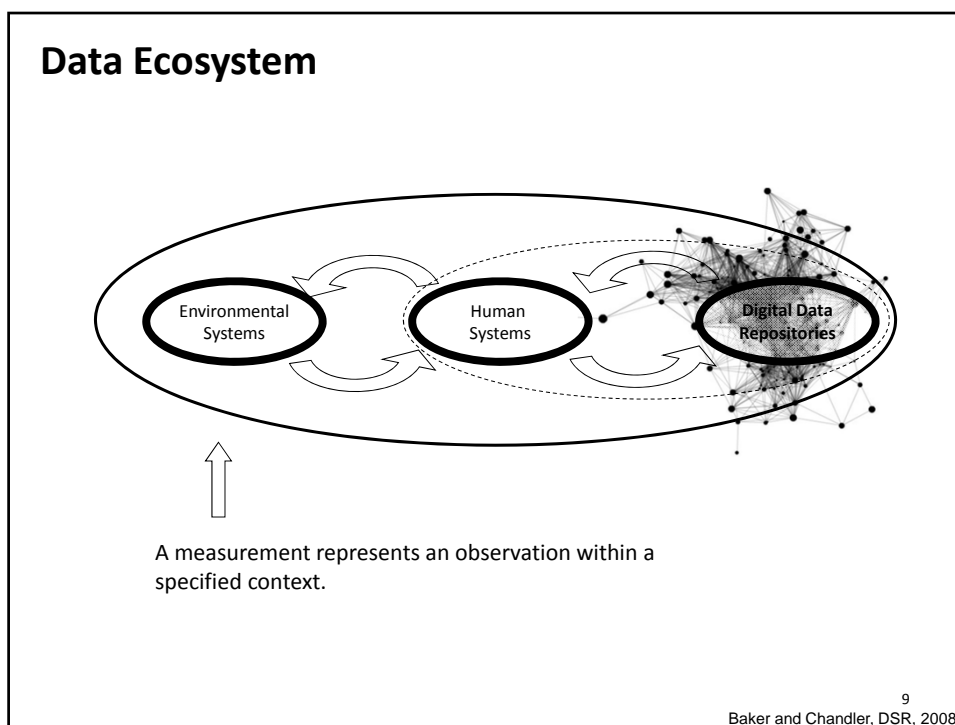 Data Ecosystem
Environmental
Systems
Human
Systems
Digital Data
Repositories
A measurement represents an observation within a
specified context.
9
Baker and Chandler, DSR, 2008